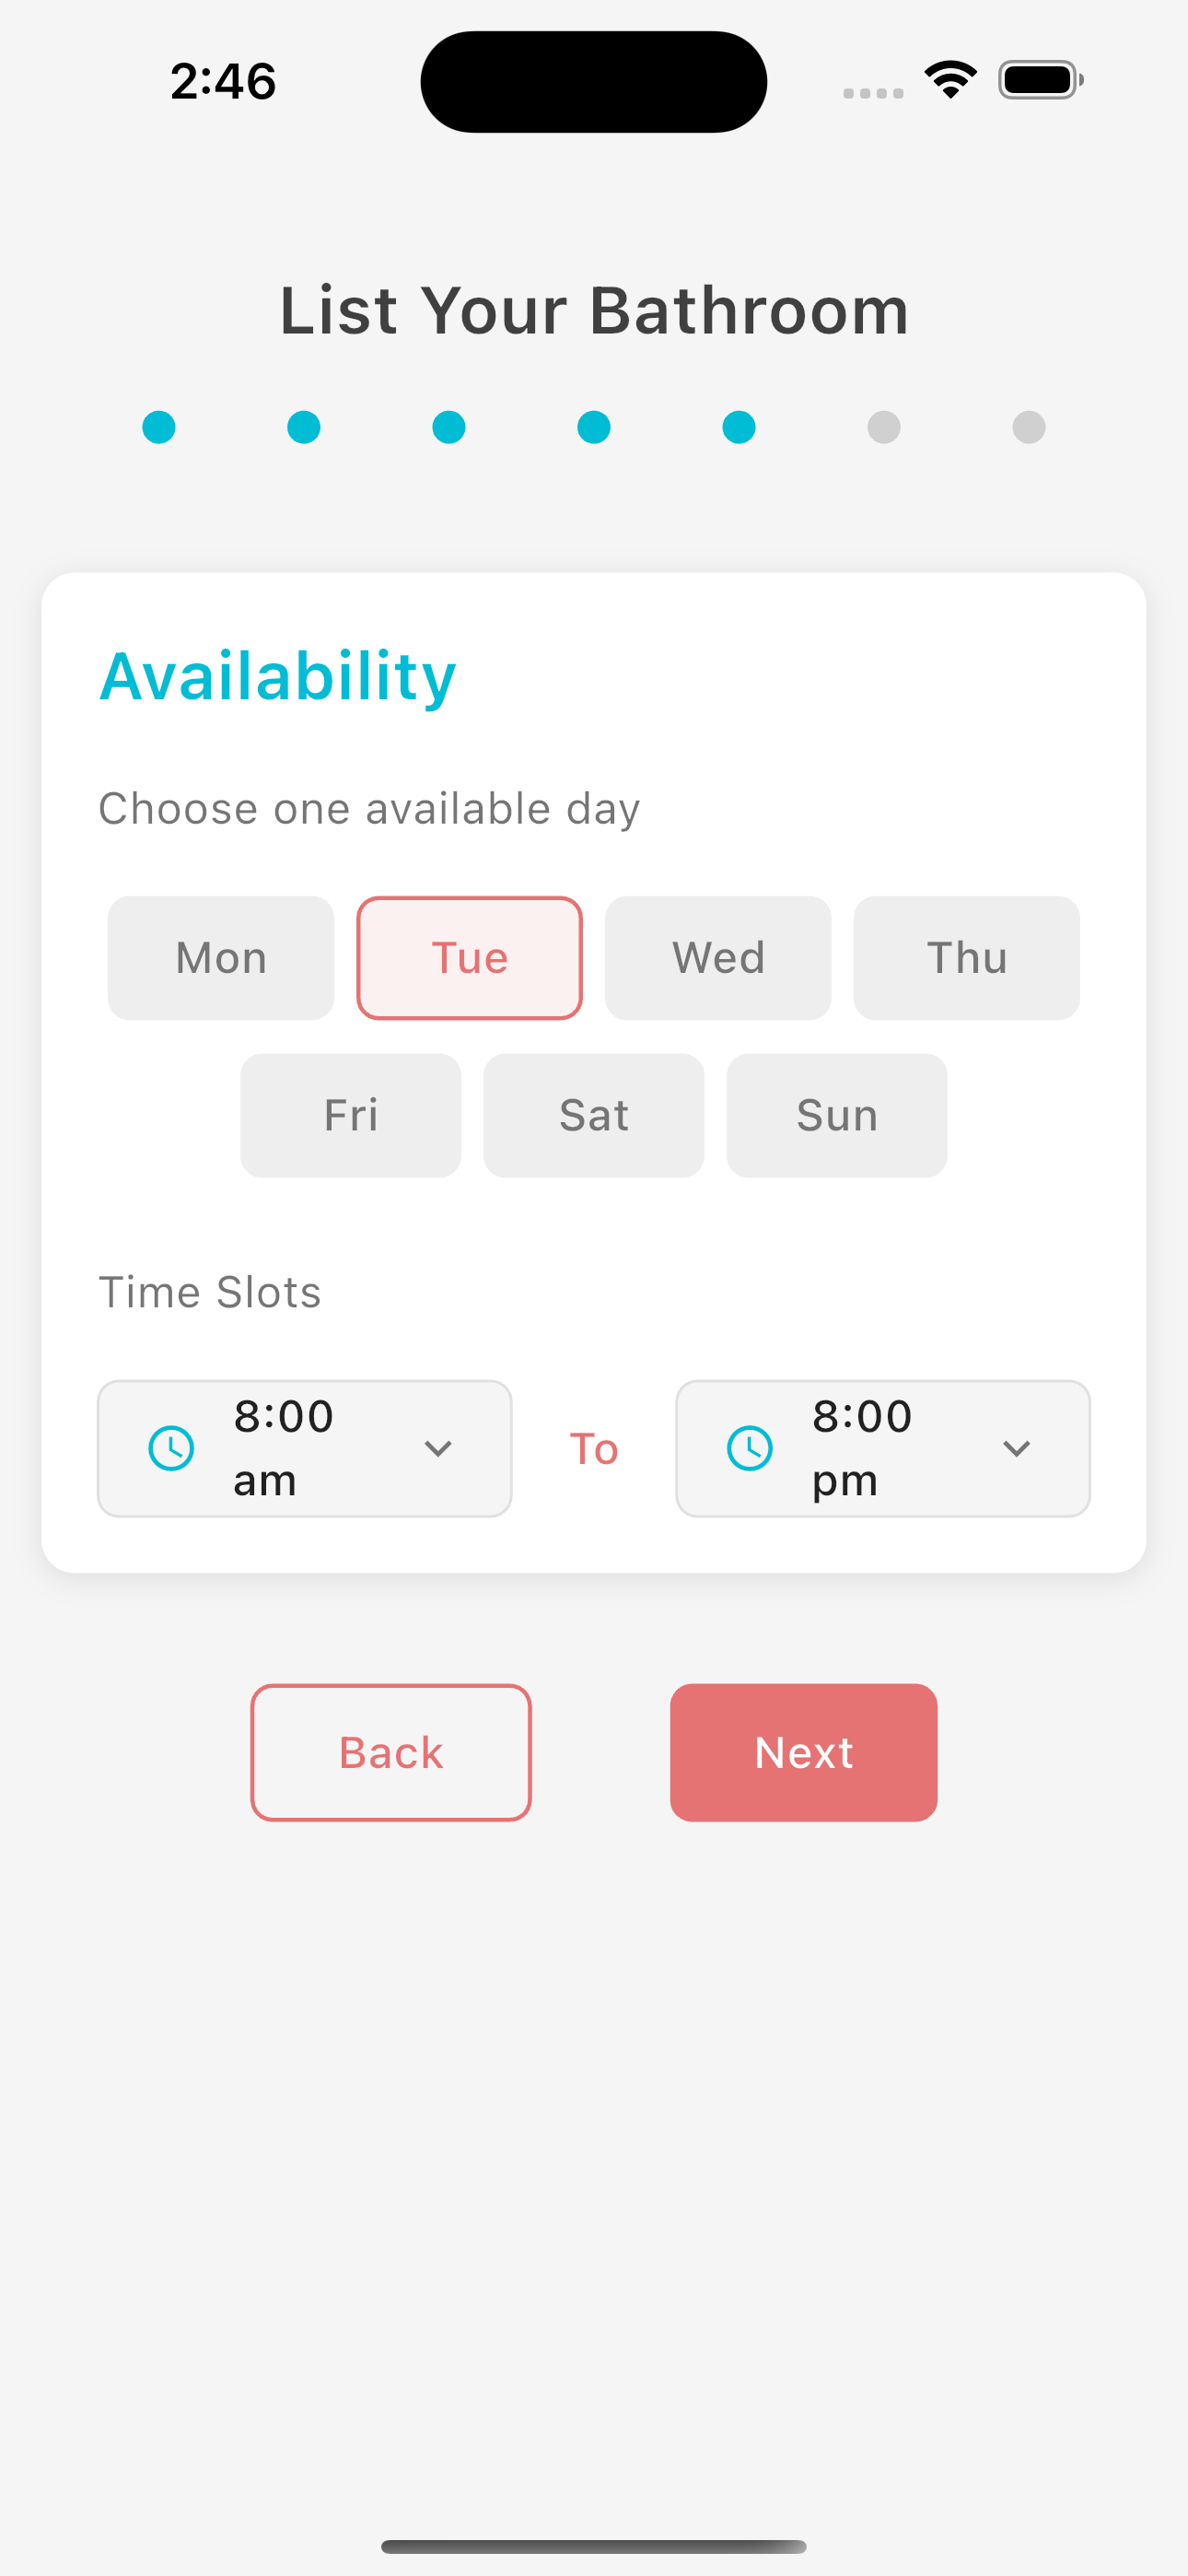 2:46
List Your Bathroom
Availability
Choose one available day
Mon Tue Wed Thu
Fri Sat Sun
Time Slots
8:00 am To 8:00 pm
Back Next